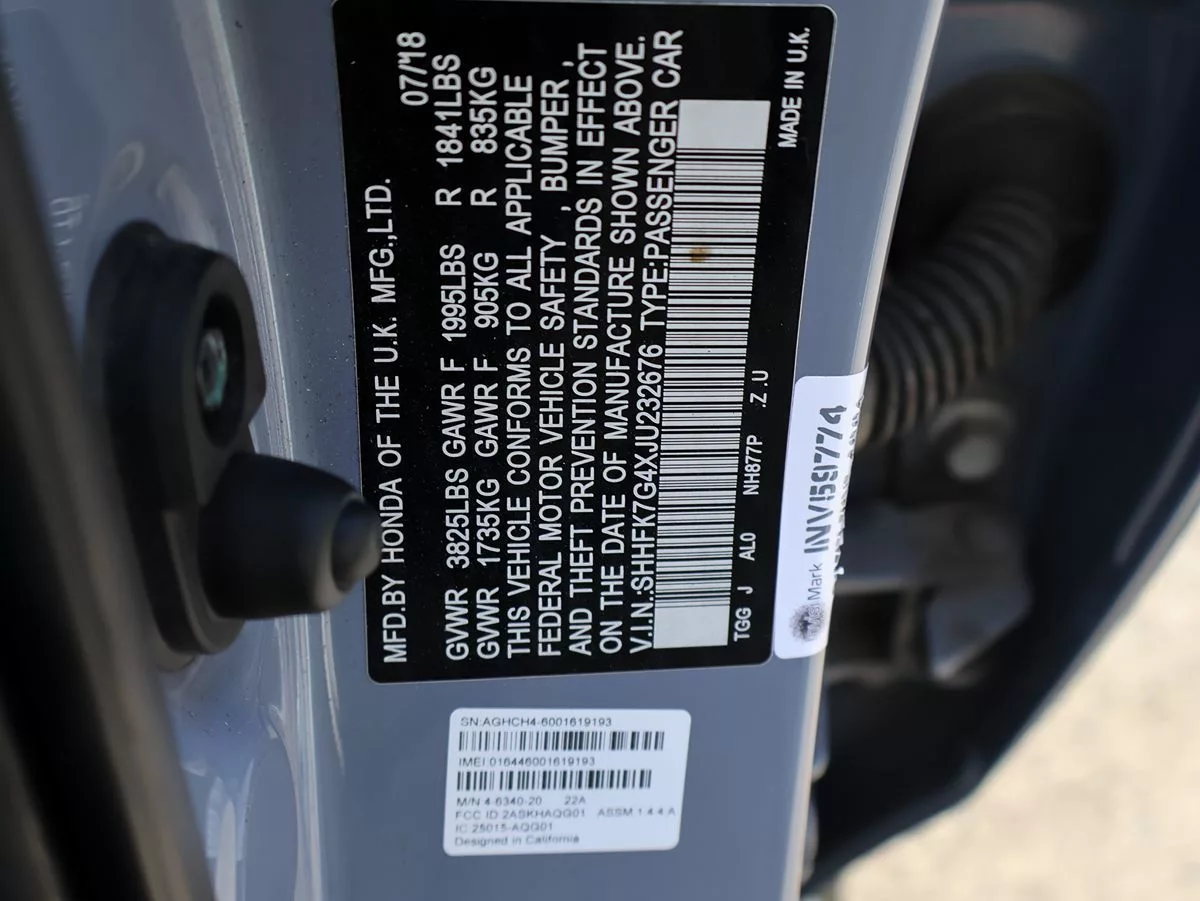 MFD.BY HONDA OF THE U.K. MFG.,LTD. 07/18
GVWR 3825LBS GAWR F 1995LBS R 1841LBS
GVWR 1735KG GAWR F 905KG R 835KG
THIS VEHICLE CONFORMS TO ALL APPLICABLE
FEDERAL MOTOR VEHICLE SAFETY , BUMPER ,
AND THEFT PREVENTION STANDARDS IN EFFECT
ON THE DATE OF MANUFACTURE SHOWN ABOVE.
V.I.N.:SHHFK7G4XJU232676 TYPE:PASSENGER CAR
TGG J AL0 NH877P .Z .U MADE IN U.K.
Mark INV1597774
SN:AGHCH4-6001619193
IMEI:016446001619193
M/N 4-6340-20 22A
FCC ID:2ASKHAQG01 ASSM 1.4.4.A
IC:25015-AQG01
Designed in California